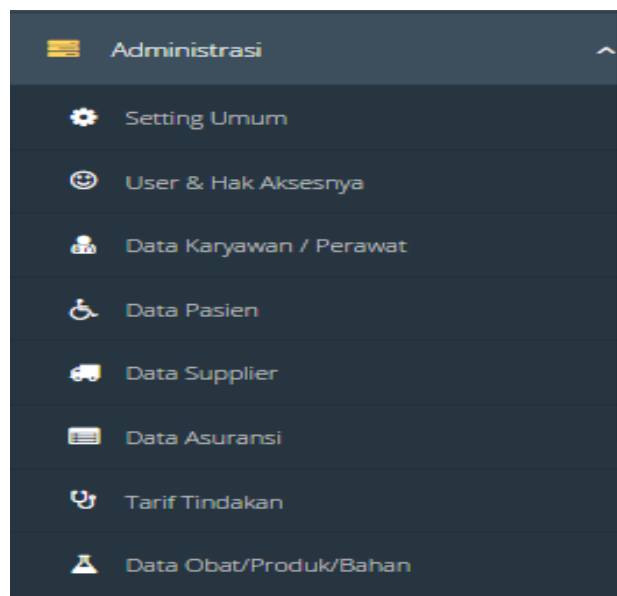 Administrasi
Setting Umum
User & Hak Aksesnya
Data Karyawan / Perawat
Data Pasien
Data Supplier
Data Asuransi
Tarif Tindakan
Data Obat/Produk/Bahan